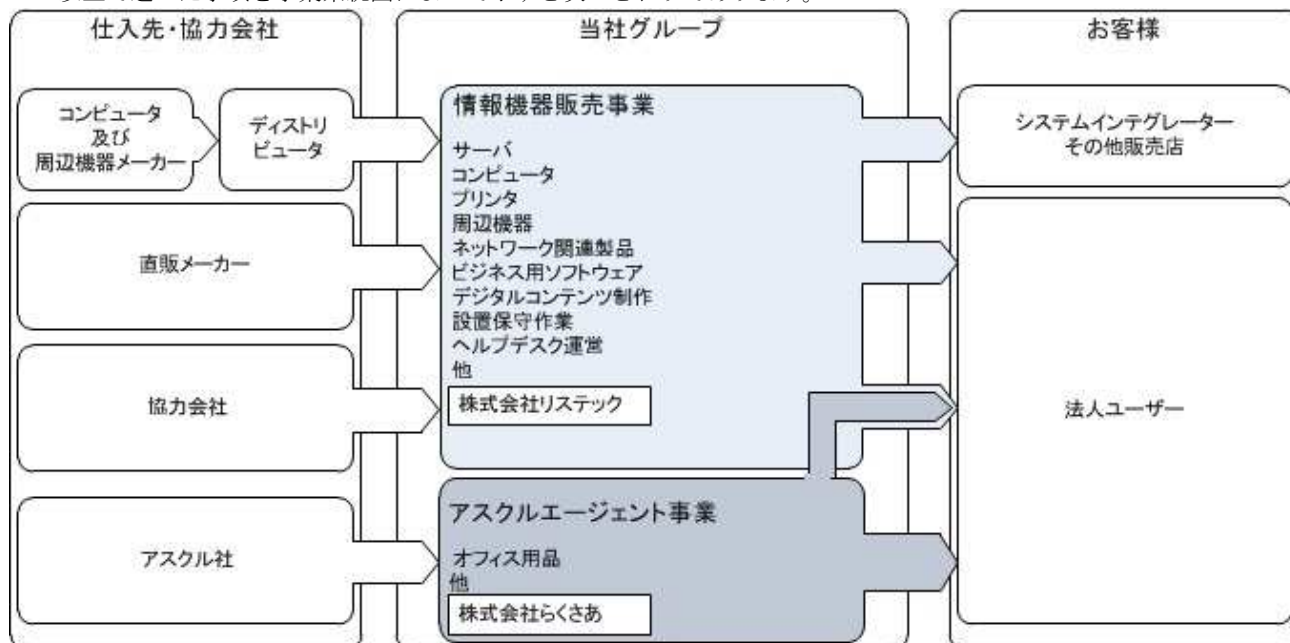 仕入先・協力会社
コンピュータ
及び
周辺機器メーカー
ディストリ
ビュータ
直販メーカー
協力会社
アスクル社
当社グループ
情報機器販売事業
サーバ
コンピュータ
プリンタ
周辺機器
ネットワーク関連製品
ビジネス用ソフトウェア
デジタルコンテンツ制作
設置保守作業
ヘルプデスク運営
他
株式会社リステック
アスクルエージェント事業
オフィス用品
他
株式会社らくさあ
お客様
システムインテグレーター
その他販売店
法人ユーザー